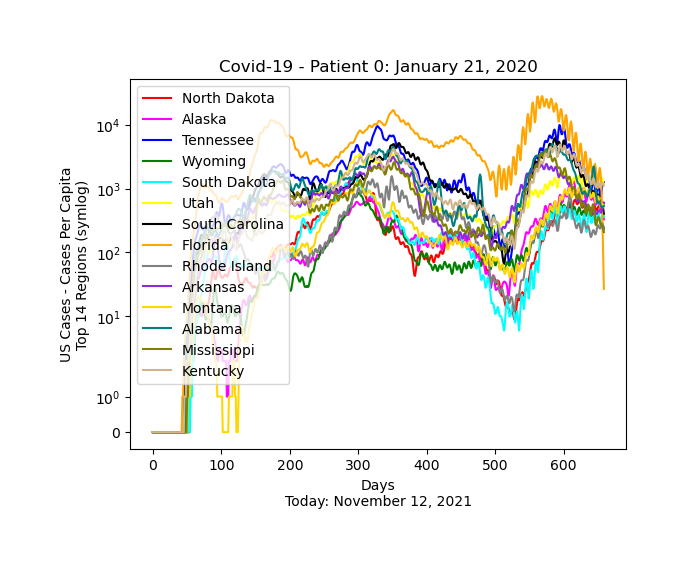 Covid-19 - Patient 0: January 21, 2020
US Cases - Cases Per Capita
Top 14 Regions (symlog)
10^4
10^3
10^2
10^1
10^0
0
North Dakota
Alaska
Tennessee
Wyoming
South Dakota
Utah
South Carolina
Florida
Rhode Island
Arkansas
Montana
Alabama
Mississippi
Kentucky
0 100 200 300 400 500 600
Days
Today: November 12, 2021